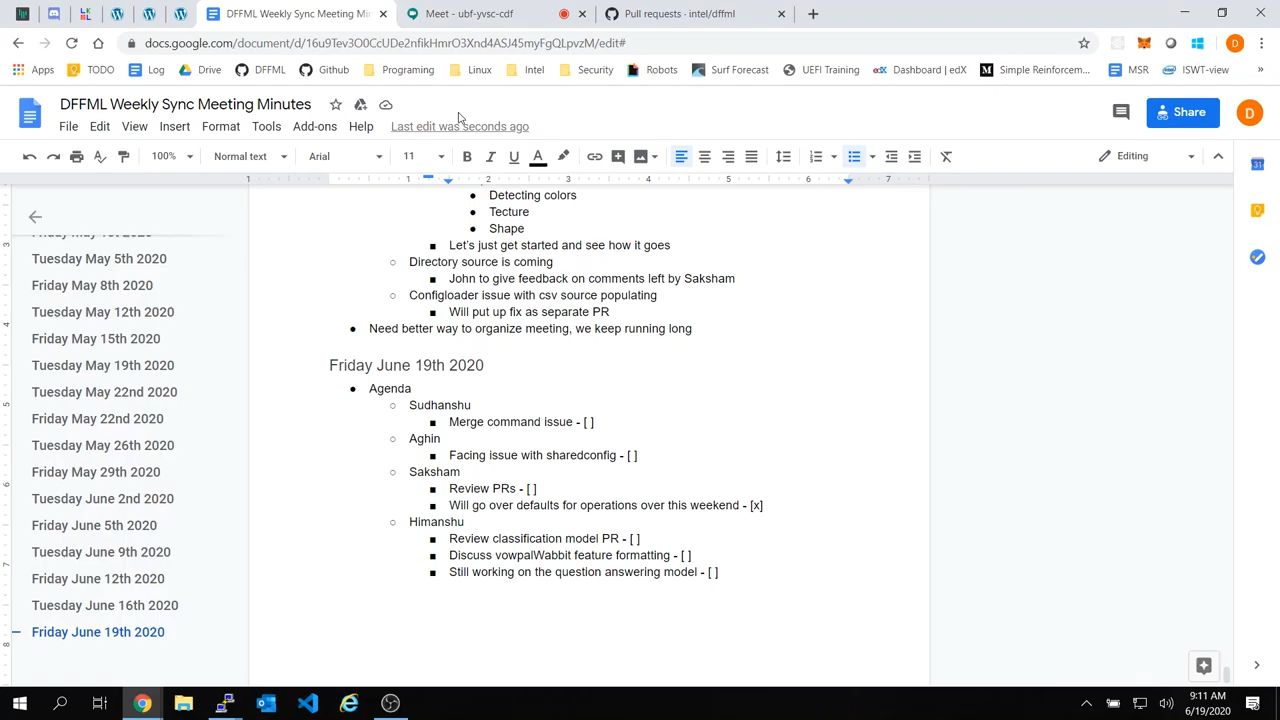 DFFML Weekly Sync Meeting Min
Meet - ubf-yvsc-cdf
Pull requests · intel/dffml
docs.google.com/document/d/16u9Tev3O0CcUDe2nfikHmrO3Xnd4ASJ45myFgQLpvzM/edit#
Apps
TODO
Log
Drive
DFFML
Github
Programing
Linux
Intel
Security
Robots
Surf Forecast
UEFI Training
Dashboard | edX
Simple Reinforcem...
MSR
ISWT-view
DFFML Weekly Sync Meeting Minutes
File Edit View Insert Format Tools Add-ons Help Last edit was seconds ago
Share
D
100% Normal text Arial 11 B I U A Editing
1 1 2 3 4 5 6 7
Tuesday May 5th 2020
Friday May 8th 2020
Tuesday May 12th 2020
Friday May 15th 2020
Tuesday May 19th 2020
Tuesday May 22nd 2020
Friday May 22nd 2020
Tuesday May 26th 2020
Friday May 29th 2020
Tuesday June 2nd 2020
Friday June 5th 2020
Tuesday June 9th 2020
Friday June 12th 2020
Tuesday June 16th 2020
Friday June 19th 2020
● Detecting colors
● Tecture
● Shape
■ Let's just get started and see how it goes
○ Directory source is coming
■ John to give feedback on comments left by Saksham
○ Configloader issue with csv source populating
■ Will put up fix as separate PR
● Need better way to organize meeting, we keep running long
Friday June 19th 2020
● Agenda
○ Sudhanshu
■ Merge command issue - [ ]
○ Aghin
■ Facing issue with sharedconfig - [ ]
○ Saksham
■ Review PRs - [ ]
■ Will go over defaults for operations over this weekend - [x]
○ Himanshu
■ Review classification model PR - [ ]
■ Discuss vowpalWabbit feature formatting - [ ]
■ Still working on the question answering model - [ ]
9:11 AM
6/19/2020